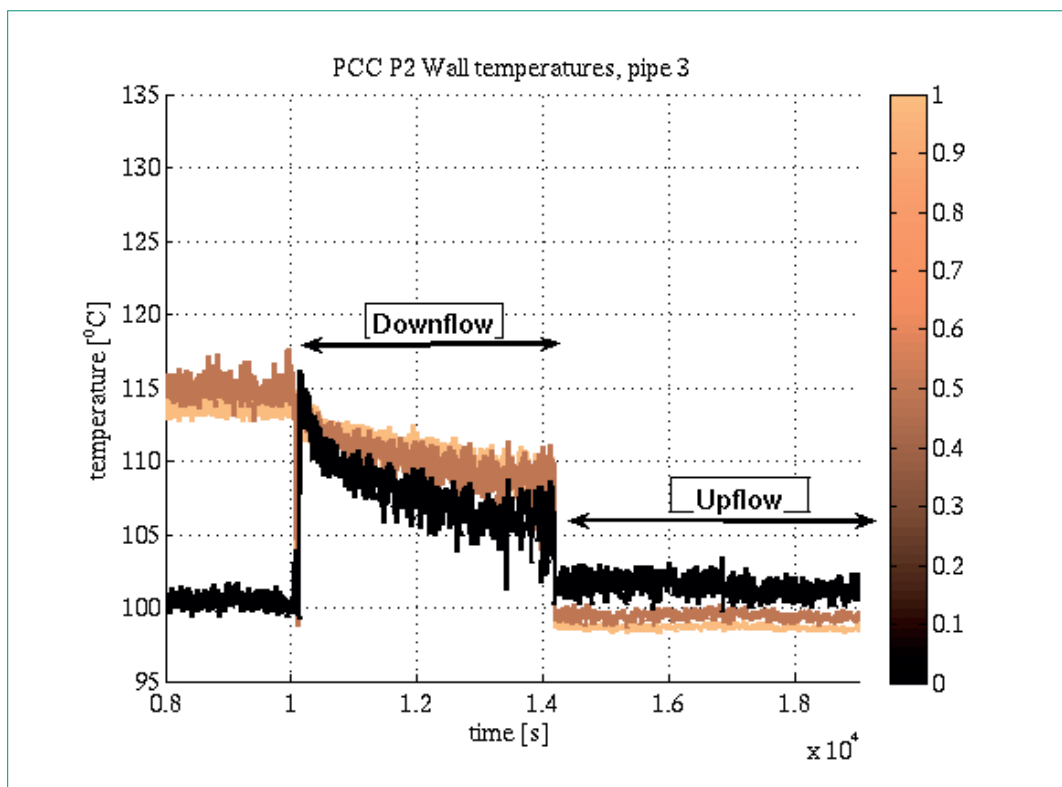 PCC P2 Wall temperatures, pipe 3
135
130
125
120
115
110
105
100
95
temperature [⁰C]
Downflow
Upflow
0.8 1 1.2 1.4 1.6 1.8
time [s]
x 10⁴
1
0.9
0.8
0.7
0.6
0.5
0.4
0.3
0.2
0.1
0